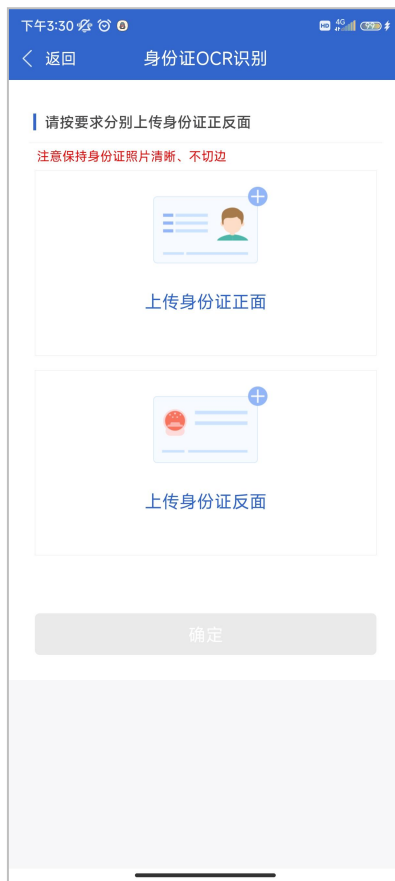 下午3:30
HD 4G 99
返回 身份证OCR识别
请按要求分别上传身份证正反面
注意保持身份证照片清晰、不切边
上传身份证正面
上传身份证反面
确定